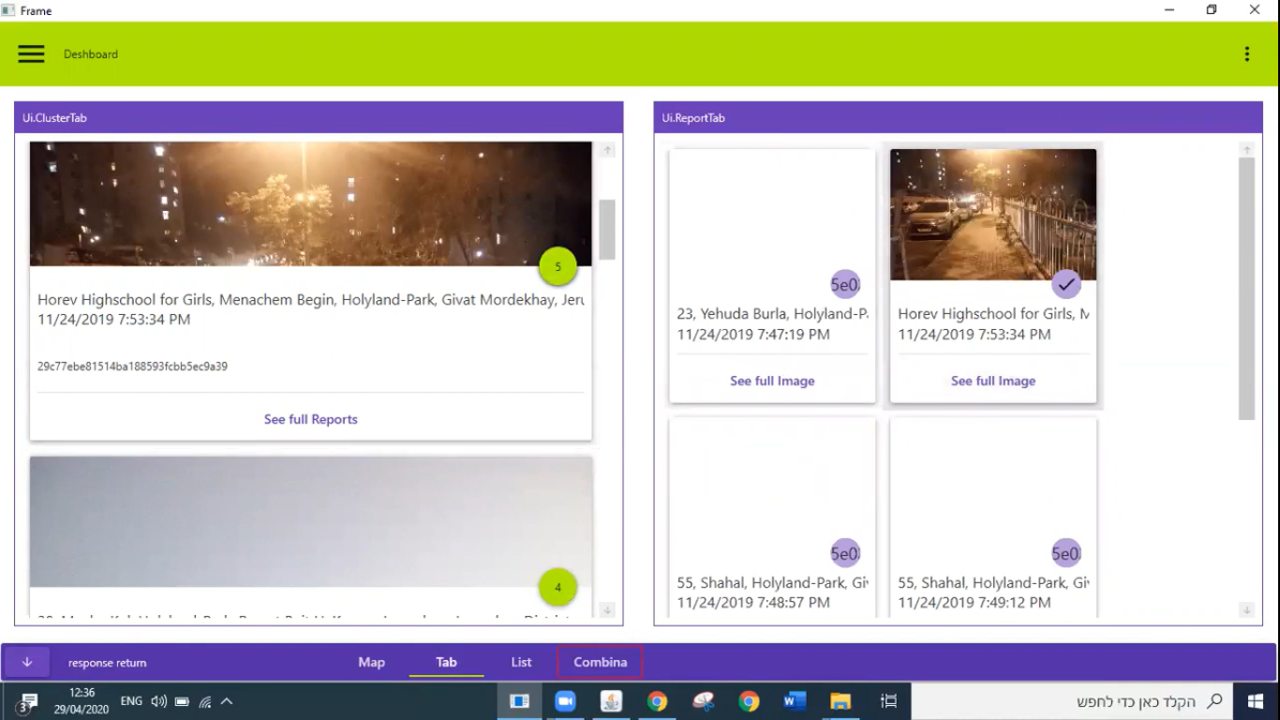 Frame
Deshboard
Ui.ClusterTab
5
Horev Highschool for Girls, Menachem Begin, Holyland-Park, Givat Mordekhay, Jeru
11/24/2019 7:53:34 PM
29c77ebe81514ba188593fcbb5ec9a39
See full Reports
4
Ui.ReportTab
5e0
23, Yehuda Burla, Holyland-P
11/24/2019 7:47:19 PM
See full Image
Horev Highschool for Girls, M
11/24/2019 7:53:34 PM
See full Image
5e0
55, Shahal, Holyland-Park, Gi
11/24/2019 7:48:57 PM
5e0
55, Shahal, Holyland-Park, Gi
11/24/2019 7:49:12 PM
response return
Map
Tab
List
Combina
3
12:36
29/04/2020
ENG
הקלד כאן כדי לחפש